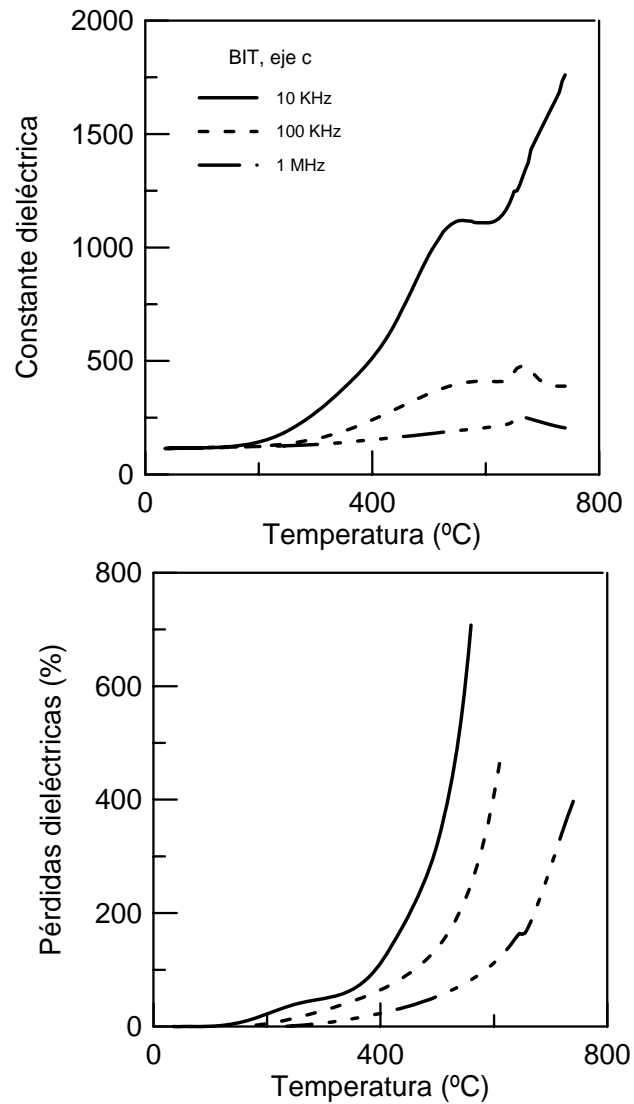 2000
BIT, eje c
10 KHz
100 KHz
1 MHz
1500
1000
500
0
Constante dieléctrica
0
400
800
Temperatura (ºC)
800
600
400
200
0
Pérdidas dieléctricas (%)
0
400
800
Temperatura (ºC)